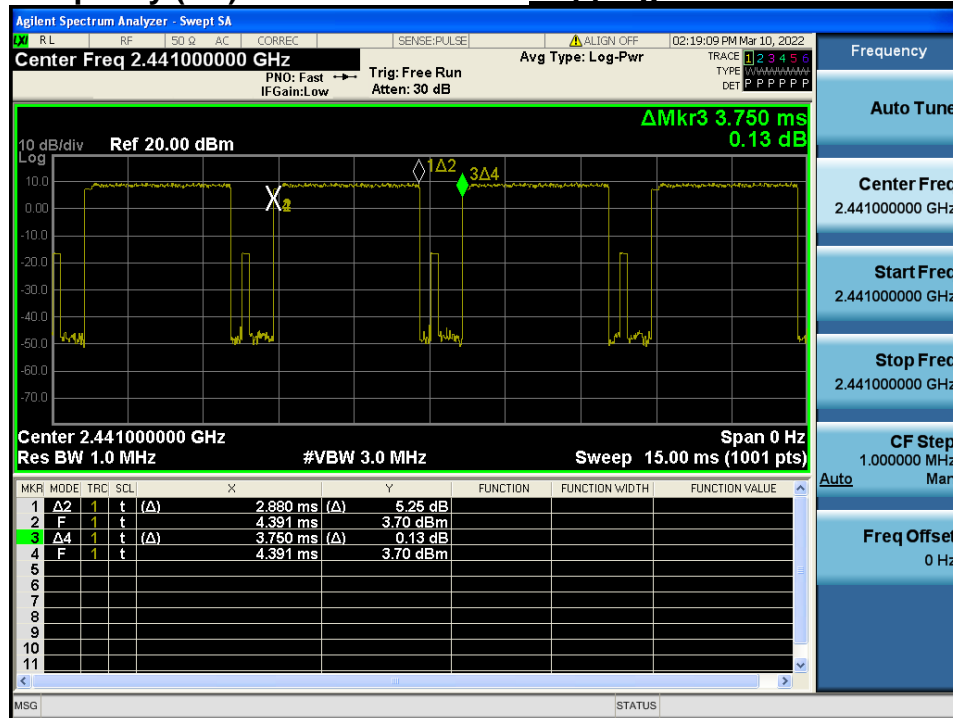 Agilent Spectrum Analyzer - Swept SA
LXI RL RF 50 Ω AC CORREC SENSE:PULSE ALIGN OFF 02:19:09 PM Mar 10, 2022
Center Freq 2.441000000 GHz
PNO: Fast
IFGain:Low
Trig: Free Run
Atten: 30 dB
Avg Type: Log-Pwr
TRACE 1 2 3 4 5 6
TYPE WWWWWW
DET P P P P P P
Frequency
ΔMkr3 3.750 ms
0.13 dB
10 dB/div Ref 20.00 dBm
Log
1Δ2
3Δ4
10.0
0.00
-10.0
-20.0
-30.0
-40.0
-50.0
-60.0
-70.0
Center 2.441000000 GHz Span 0 Hz
Res BW 1.0 MHz #VBW 3.0 MHz Sweep 15.00 ms (1001 pts)
MKR MODE TRC SCL X Y FUNCTION FUNCTION WIDTH FUNCTION VALUE
1 Δ2 1 t (Δ) 2.880 ms (Δ) 5.25 dB
2 F 1 t 4.391 ms 3.70 dBm
3 Δ4 1 t (Δ) 3.750 ms (Δ) 0.13 dB
4 F 1 t 4.391 ms 3.70 dBm
5
6
7
8
9
10
11
MSG STATUS
Auto Tune
Center Freq
2.441000000 GHz
Start Freq
2.441000000 GHz
Stop Freq
2.441000000 GHz
CF Step
1.000000 MHz
Auto Man
Freq Offset
0 Hz